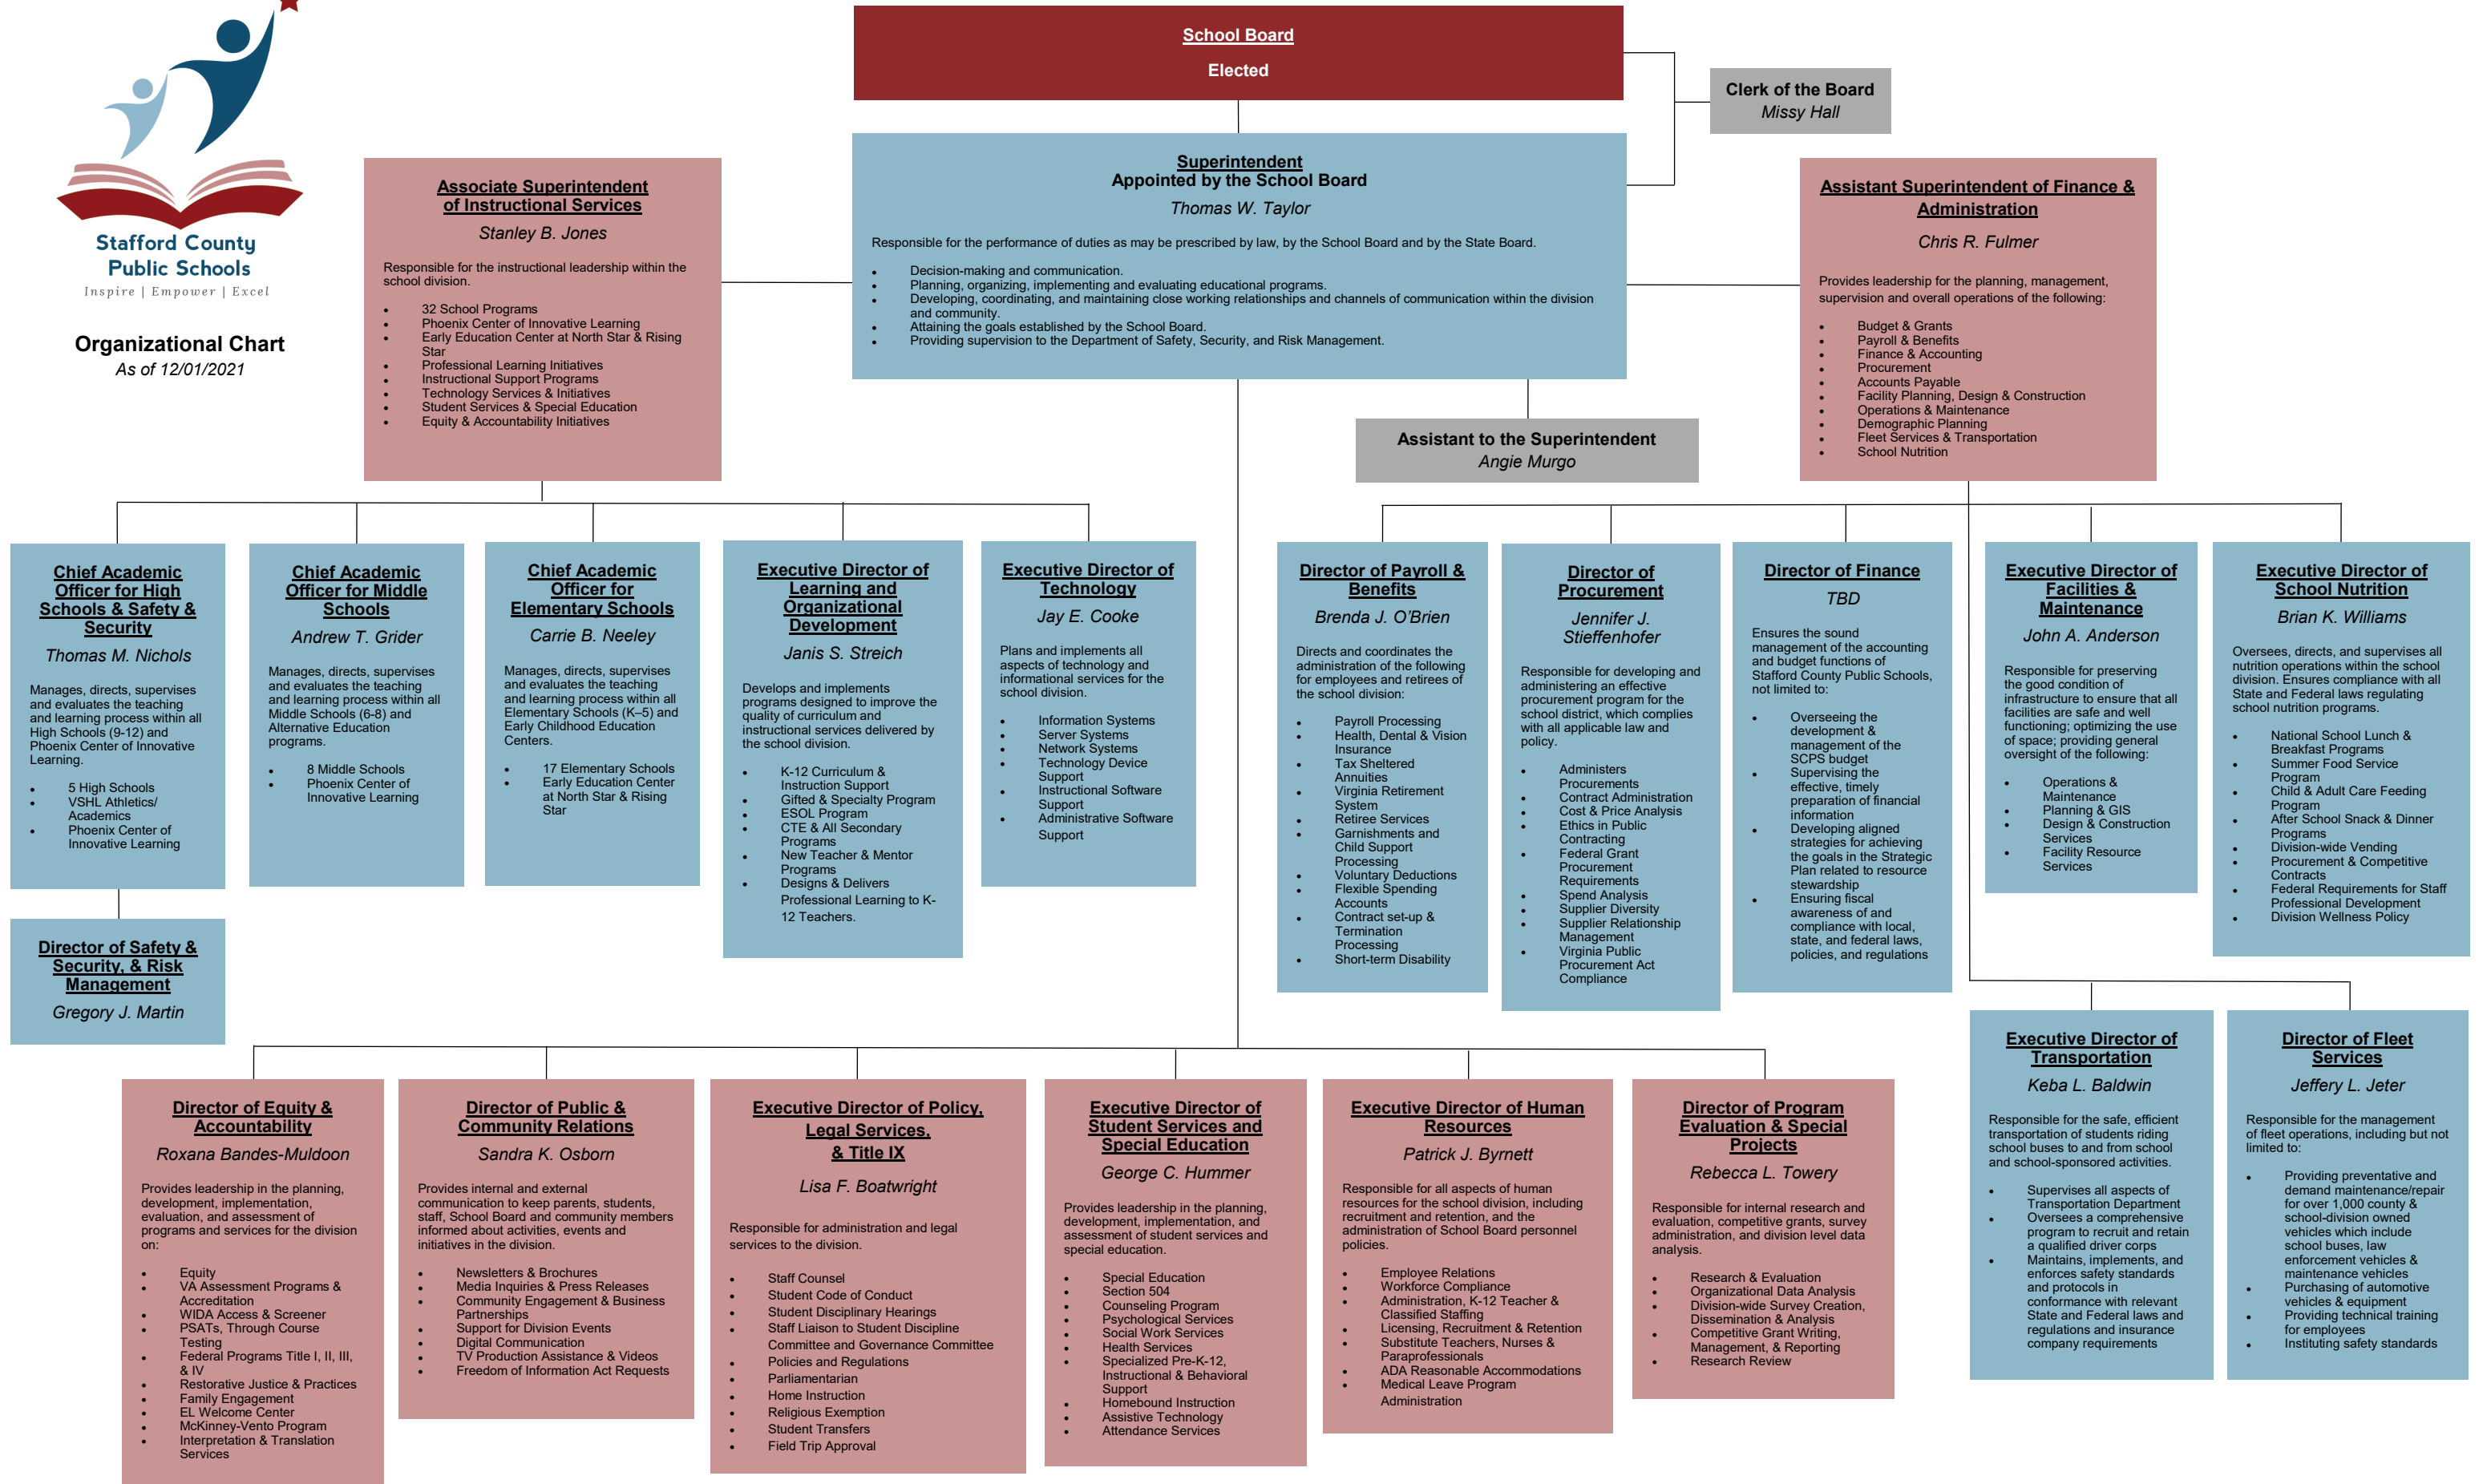 Stafford County
Public Schools
Inspire | Empower | Excel
Organizational Chart
As of 12/01/2021
School Board
Elected
Clerk of the Board
Missy Hall
Superintendent
Appointed by the School Board
Thomas W. Taylor
Responsible for the performance of duties as may be prescribed by law, by the School Board and by the State Board.
• Decision-making and communication.
• Planning, organizing, implementing and evaluating educational programs.
• Developing, coordinating, and maintaining close working relationships and channels of communication within the division
and community.
• Attaining the goals established by the School Board.
• Providing supervision to the Department of Safety, Security, and Risk Management.
Associate Superintendent
of Instructional Services
Stanley B. Jones
Responsible for the instructional leadership within the
school division.
• 32 School Programs
• Phoenix Center of Innovative Learning
• Early Education Center at North Star & Rising
Star
• Professional Learning Initiatives
• Instructional Support Programs
• Technology Services & Initiatives
• Student Services & Special Education
• Equity & Accountability Initiatives
Assistant Superintendent of Finance &
Administration
Chris R. Fulmer
Provides leadership for the planning, management,
supervision and overall operations of the following:
• Budget & Grants
• Payroll & Benefits
• Finance & Accounting
• Procurement
• Accounts Payable
• Facility Planning, Design & Construction
• Operations & Maintenance
• Demographic Planning
• Fleet Services & Transportation
• School Nutrition
Assistant to the Superintendent
Angie Murgo
Chief Academic
Officer for High
Schools & Safety &
Security
Thomas M. Nichols
Manages, directs, supervises
and evaluates the teaching
and learning process within all
High Schools (9-12) and
Phoenix Center of Innovative
Learning.
• 5 High Schools
• VSHL Athletics/
Academics
• Phoenix Center of
Innovative Learning
Chief Academic
Officer for Middle
Schools
Andrew T. Grider
Manages, directs, supervises
and evaluates the teaching
and learning process within all
Middle Schools (6-8) and
Alternative Education
programs.
• 8 Middle Schools
• Phoenix Center of
Innovative Learning
Chief Academic
Officer for
Elementary Schools
Carrie B. Neeley
Manages, directs, supervises
and evaluates the teaching
and learning process within all
Elementary Schools (K–5) and
Early Childhood Education
Centers.
• 17 Elementary Schools
• Early Education Center
at North Star & Rising
Star
Executive Director of
Learning and
Organizational
Development
Janis S. Streich
Develops and implements
programs designed to improve the
quality of curriculum and
instructional services delivered by
the school division.
• K-12 Curriculum &
Instruction Support
• Gifted & Specialty Program
• ESOL Program
• CTE & All Secondary
Programs
• New Teacher & Mentor
Programs
• Designs & Delivers
Professional Learning to K-
12 Teachers.
Executive Director of
Technology
Jay E. Cooke
Plans and implements all
aspects of technology and
informational services for the
school division.
• Information Systems
• Server Systems
• Network Systems
• Technology Device
Support
• Instructional Software
Support
• Administrative Software
Support
Director of Payroll &
Benefits
Brenda J. O'Brien
Directs and coordinates the
administration of the following
for employees and retirees of
the school division:
• Payroll Processing
• Health, Dental & Vision
Insurance
• Tax Sheltered
Annuities
• Virginia Retirement
System
• Retiree Services
• Garnishments and
Child Support
Processing
• Voluntary Deductions
• Flexible Spending
Accounts
• Contract set-up &
Termination
Processing
• Short-term Disability
Director of
Procurement
Jennifer J.
Stieffenhofer
Responsible for developing and
administering an effective
procurement program for the
school district, which complies
with all applicable law and
policy.
• Administers
Procurements
• Contract Administration
• Cost & Price Analysis
• Ethics in Public
Contracting
• Federal Grant
Procurement
Requirements
• Spend Analysis
• Supplier Diversity
• Supplier Relationship
Management
• Virginia Public
Procurement Act
Compliance
Director of Finance
TBD
Ensures the sound
management of the accounting
and budget functions of
Stafford County Public Schools,
not limited to:
• Overseeing the
development &
management of the
SCPS budget
• Supervising the
effective, timely
preparation of financial
information
• Developing aligned
strategies for achieving
the goals in the Strategic
Plan related to resource
stewardship
• Ensuring fiscal
awareness of and
compliance with local,
state, and federal laws,
policies, and regulations
Executive Director of
Facilities &
Maintenance
John A. Anderson
Responsible for preserving
the good condition of
infrastructure to ensure that all
facilities are safe and well
functioning; optimizing the use
of space; providing general
oversight of the following:
• Operations &
Maintenance
• Planning & GIS
• Design & Construction
Services
• Facility Resource
Services
Executive Director of
School Nutrition
Brian K. Williams
Oversees, directs, and supervises all
nutrition operations within the school
division. Ensures compliance with all
State and Federal laws regulating
school nutrition programs.
• National School Lunch &
Breakfast Programs
• Summer Food Service
Program
• Child & Adult Care Feeding
Program
• After School Snack & Dinner
Programs
• Division-wide Vending
• Procurement & Competitive
Contracts
• Federal Requirements for Staff
Professional Development
• Division Wellness Policy
Director of Safety &
Security, & Risk
Management
Gregory J. Martin
Executive Director of
Transportation
Keba L. Baldwin
Responsible for the safe, efficient
transportation of students riding
school buses to and from school
and school-sponsored activities.
• Supervises all aspects of
Transportation Department
• Oversees a comprehensive
program to recruit and retain
a qualified driver corps
• Maintains, implements, and
enforces safety standards
and protocols in
conformance with relevant
State and Federal laws and
regulations and insurance
company requirements
Director of Fleet
Services
Jeffery L. Jeter
Responsible for the management
of fleet operations, including but not
limited to:
• Providing preventative and
demand maintenance/repair
for over 1,000 county &
school-division owned
vehicles which include
school buses, law
enforcement vehicles &
maintenance vehicles
• Purchasing of automotive
vehicles & equipment
• Providing technical training
for employees
• Instituting safety standards
Director of Equity &
Accountability
Roxana Bandes-Muldoon
Provides leadership in the planning,
development, implementation,
evaluation, and assessment of
programs and services for the division
on:
• Equity
• VA Assessment Programs &
Accreditation
• WIDA Access & Screener
• PSATs, Through Course
Testing
• Federal Programs Title I, II, III,
& IV
• Restorative Justice & Practices
• Family Engagement
• EL Welcome Center
• McKinney-Vento Program
• Interpretation & Translation
Services
Director of Public &
Community Relations
Sandra K. Osborn
Provides internal and external
communication to keep parents, students,
staff, School Board and community members
informed about activities, events and
initiatives in the division.
• Newsletters & Brochures
• Media Inquiries & Press Releases
• Community Engagement & Business
Partnerships
• Support for Division Events
• Digital Communication
• TV Production Assistance & Videos
• Freedom of Information Act Requests
Executive Director of Policy,
Legal Services,
& Title IX
Lisa F. Boatwright
Responsible for administration and legal
services to the division.
• Staff Counsel
• Student Code of Conduct
• Student Disciplinary Hearings
• Staff Liaison to Student Discipline
Committee and Governance Committee
• Policies and Regulations
• Parliamentarian
• Home Instruction
• Religious Exemption
• Student Transfers
• Field Trip Approval
Executive Director of
Student Services and
Special Education
George C. Hummer
Provides leadership in the planning,
development, implementation, and
assessment of student services and
special education.
• Special Education
• Section 504
• Counseling Program
• Psychological Services
• Social Work Services
• Health Services
• Specialized Pre-K-12,
Instructional & Behavioral
Support
• Homebound Instruction
• Assistive Technology
• Attendance Services
Executive Director of Human
Resources
Patrick J. Byrnett
Responsible for all aspects of human
resources for the school division, including
recruitment and retention, and the
administration of School Board personnel
policies.
• Employee Relations
• Workforce Compliance
• Administration, K-12 Teacher &
Classified Staffing
• Licensing, Recruitment & Retention
• Substitute Teachers, Nurses &
Paraprofessionals
• ADA Reasonable Accommodations
• Medical Leave Program
Administration
Director of Program
Evaluation & Special
Projects
Rebecca L. Towery
Responsible for internal research and
evaluation, competitive grants, survey
administration, and division level data
analysis.
• Research & Evaluation
• Organizational Data Analysis
• Division-wide Survey Creation,
Dissemination & Analysis
• Competitive Grant Writing,
Management, & Reporting
• Research Review